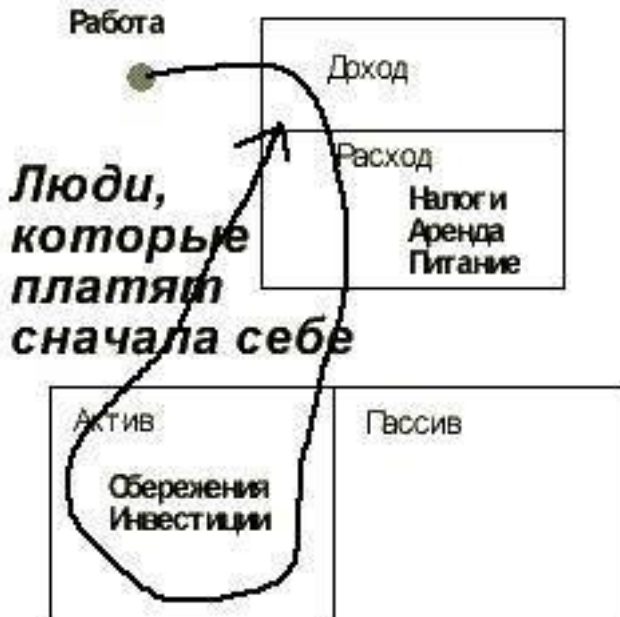 Работа
Доход
Расход
Налоги
Аренда
Питание
Люди,
которые
платят
сначала себе
Актив
Пассив
Сбережения
Инвестиции